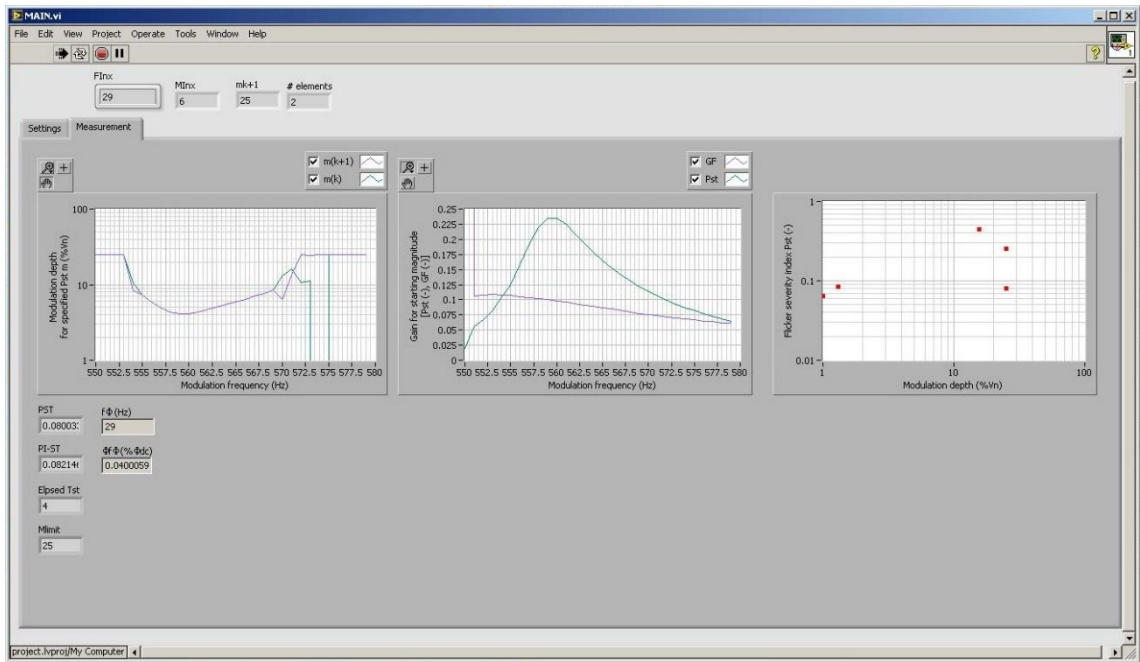 MAIN.vi
File Edit View Project Operate Tools Window Help
FInx
29
MInx
6
mk+1
25
# elements
2
Settings Measurement
m(k+1)
m(k)
100
10
1
Modulation depth
for specified Pst m (%Vn)
550 552.5 555 557.5 560 562.5 565 567.5 570 572.5 575 577.5 580
Modulation frequency (Hz)
GF
Pst
0.25
0.225
0.2
0.175
0.15
0.125
0.1
0.075
0.05
0.025
0
Gain for starting magnitude
[Pst (-), GF (-)]
550 552.5 555 557.5 560 562.5 565 567.5 570 572.5 575 577.5 580
Modulation frequency (Hz)
1
0.1
0.01
Flicker severity index Pst (-)
1 10 100
Modulation depth (%Vn)
PST
0.08003
fΦ(Hz)
29
PI-ST
0.08214
ΦfΦ(%Φdc)
0.0400059
Elpsed Tst
4
Mlimit
25
project.lvproj/My Computer